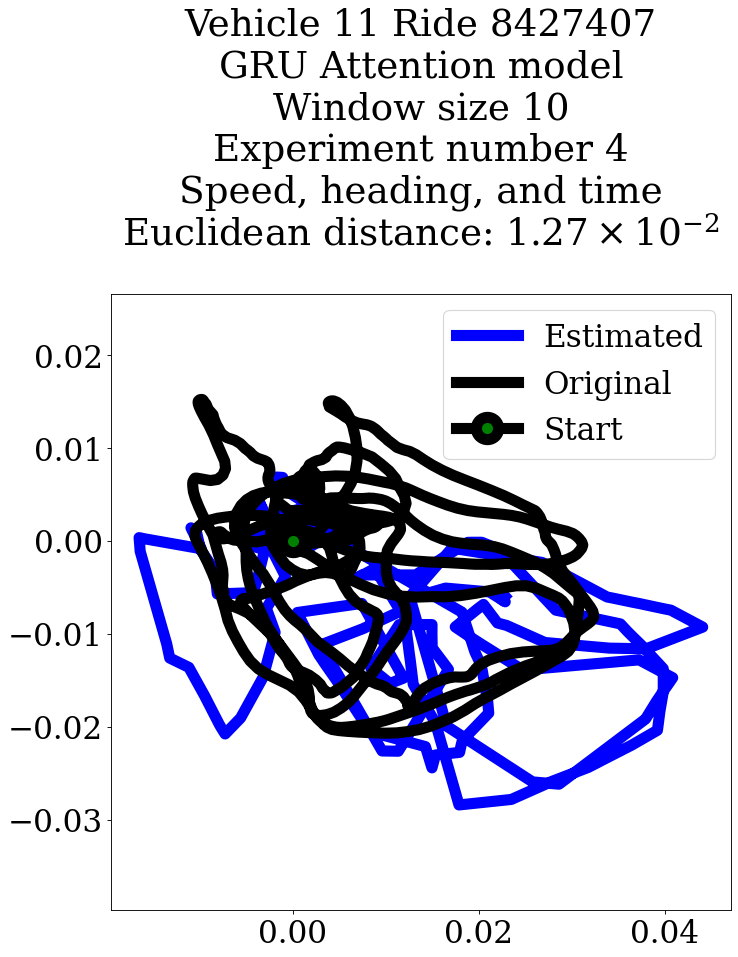 Vehicle 11 Ride 8427407
GRU Attention model
Window size 10
Experiment number 4
Speed, heading, and time
Euclidean distance: 1.27 × 10⁻²
Estimated
Original
Start
0.02
0.01
0.00
−0.01
−0.02
−0.03
0.00
0.02
0.04